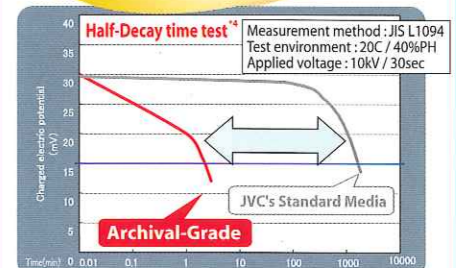 Half-Decay time test*4
Measurement method : JIS L1094
Test environment : 20C / 40%PH
Applied voltage : 10kV / 30sec
Charged electric potential
(mV)
40
35
30
25
20
15
10
5
0
JVC's Standard Media
Archival-Grade
Time(min) 0 0.01 0.1 1 10 100 1000 10000